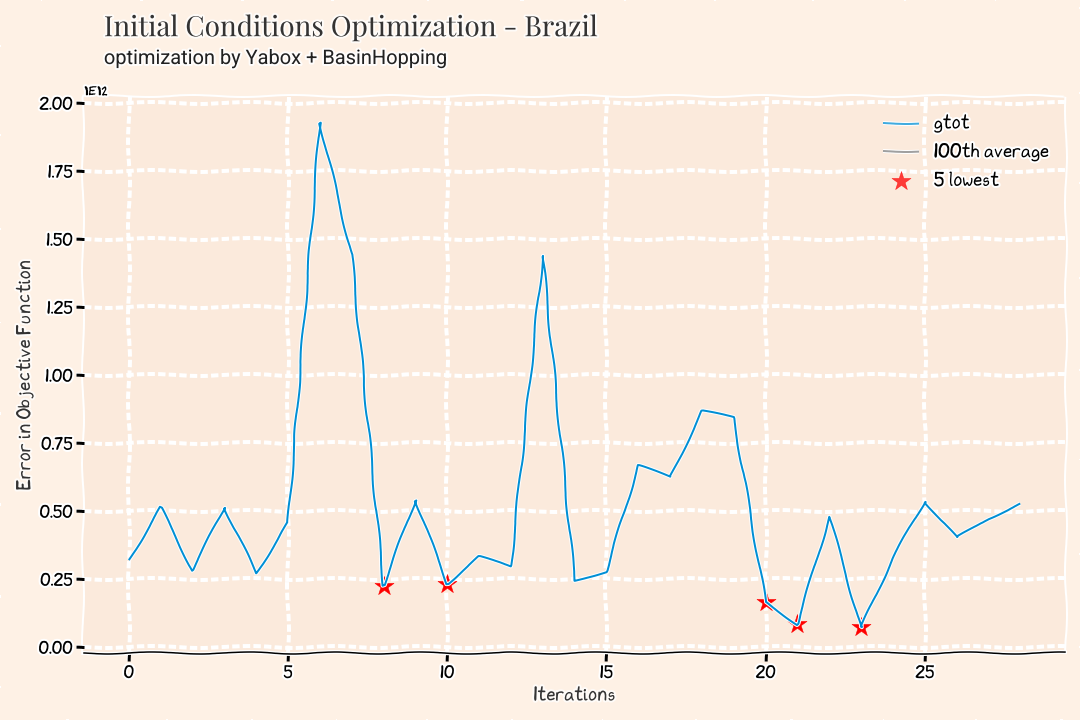 Initial Conditions Optimization - Brazil
optimization by Yabox + BasinHopping
1E12
2.00
1.75
1.50
1.25
1.00
0.75
0.50
0.25
0.00
Error in Objective Function
gtot
100th average
5 lowest
0 5 10 15 20 25
Iterations